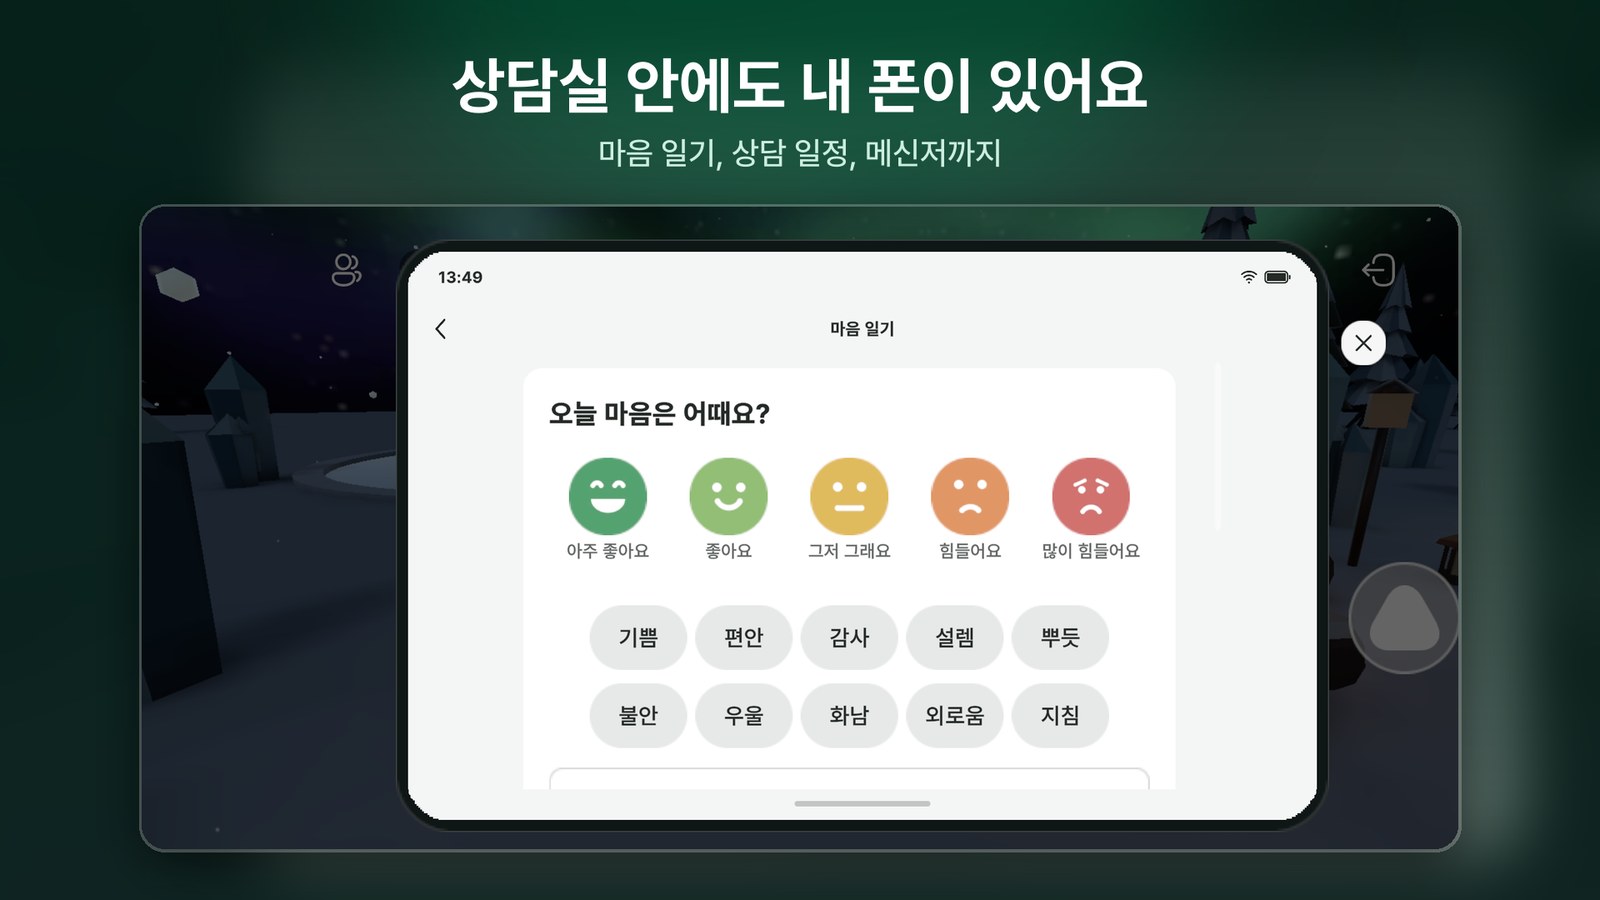 상담실 안에도 내 폰이 있어요
마음 일기, 상담 일정, 메신저까지
13:49
마음 일기
오늘 마음은 어때요?
아주 좋아요 좋아요 그저 그래요 힘들어요 많이 힘들어요
기쁨 편안 감사 설렘 뿌듯
불안 우울 화남 외로움 지침